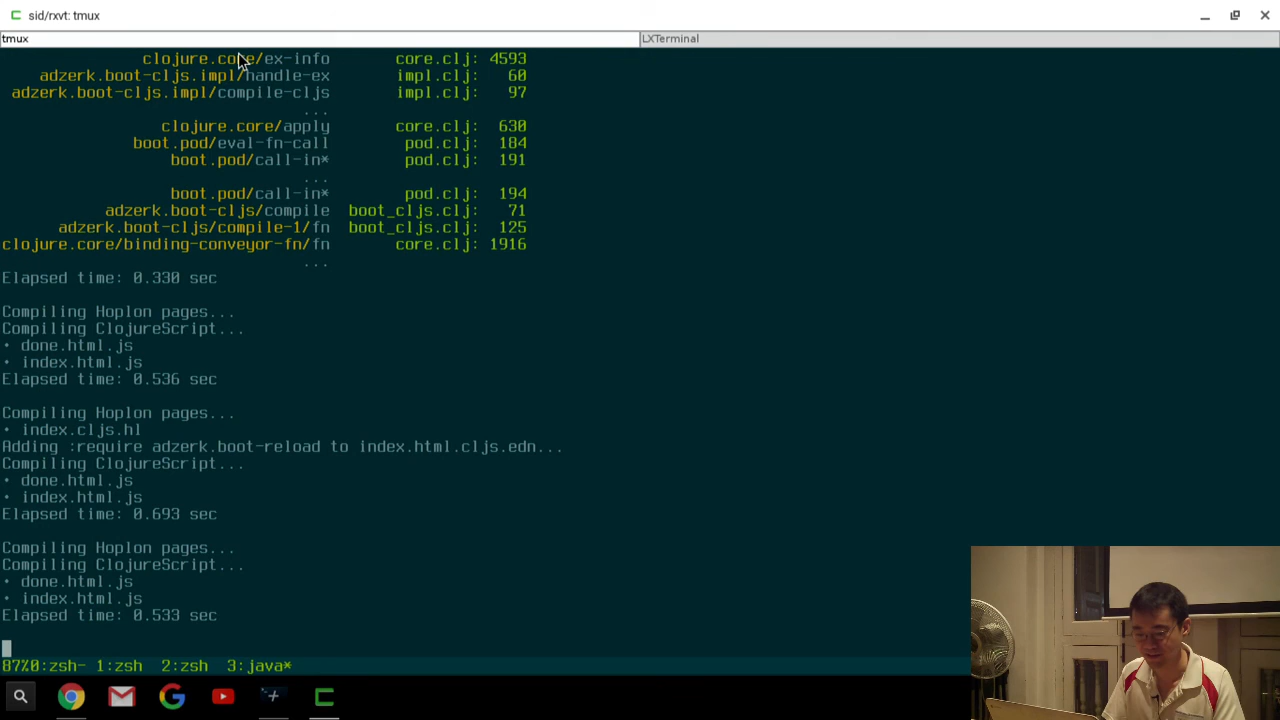 sid/rxvt: tmux
tmux
LXTerminal
clojure.core/ex-info core.clj: 4593
adzerk.boot-cljs.impl/handle-ex impl.clj: 60
adzerk.boot-cljs.impl/compile-cljs impl.clj: 97
...
clojure.core/apply core.clj: 630
boot.pod/eval-fn-call pod.clj: 184
boot.pod/call-in* pod.clj: 191
...
boot.pod/call-in* pod.clj: 194
adzerk.boot-cljs/compile boot_cljs.clj: 71
adzerk.boot-cljs/compile-1/fn boot_cljs.clj: 125
clojure.core/binding-conveyor-fn/fn core.clj: 1916
...
Elapsed time: 0.330 sec
Compiling Hoplon pages...
Compiling ClojureScript...
• done.html.js
• index.html.js
Elapsed time: 0.536 sec
Compiling Hoplon pages...
• index.cljs.hl
Adding :require adzerk.boot-reload to index.html.cljs.edn...
Compiling ClojureScript...
• done.html.js
• index.html.js
Elapsed time: 0.693 sec
Compiling Hoplon pages...
Compiling ClojureScript...
• done.html.js
• index.html.js
Elapsed time: 0.533 sec
87%0:zsh- 1:zsh 2:zsh 3:java*